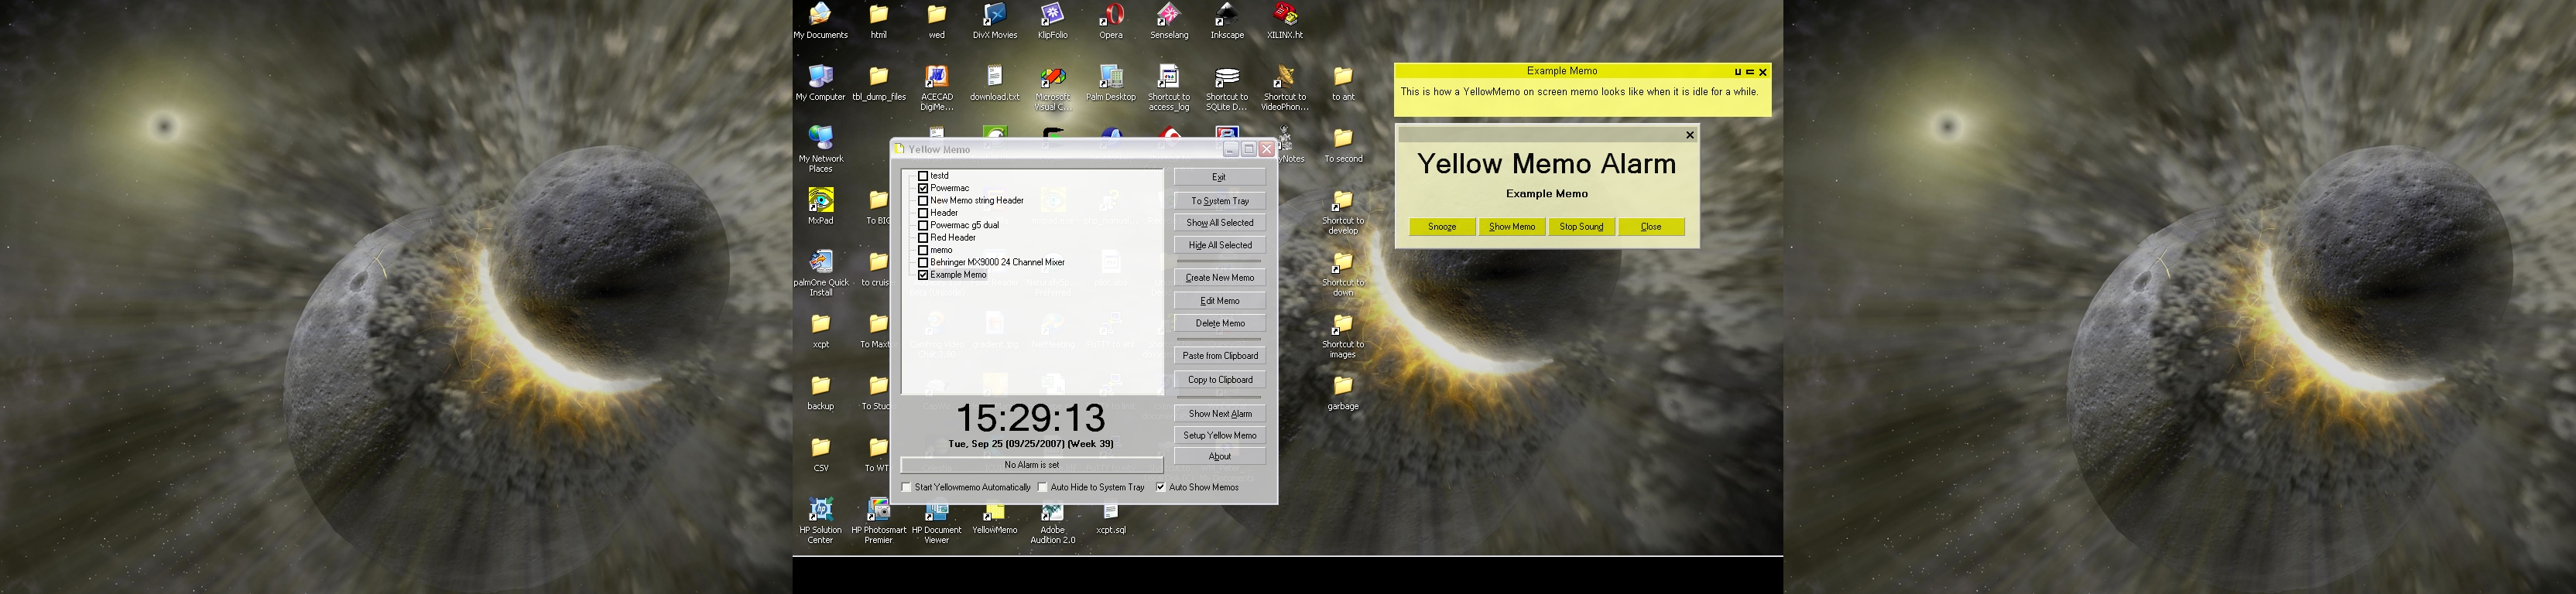 My Documents
html
wed
DivX Movies
KlipFolio
Opera
Senselang
Inkscape
XILINX.ht
My Computer
tbl_dump_files
ACECAD
DigiMe...
download.txt
Microsoft
Visual C...
Palm Desktop
Shortcut to
access_log
Shortcut to
SQLite D...
Shortcut to
VideoPhon...
to ant
My Network
Places
To second
MxPad
Shortcut to
develop
palmOne Quick
Install
to cruis
Shortcut to
down
xcpt
To Maxt
Shortcut to
images
backup
To Stuc
garbage
CSV
To WT
HP Solution
Center
HP Photosmart
Premier
HP Document
Viewer
YellowMemo
Adobe
Audition 2.0
xcpt.sql
Yellow Memo
testd
Powermac
New Memo string Header
Header
Powermac g5 dual
Red Header
memo
Behringer MX9000 24 Channel Mixer
Example Memo
15:29:13
Tue, Sep 25 (09/25/2007) (Week 39)
No Alarm is set
Start Yellowmemo Automatically
Auto Hide to System Tray
Auto Show Memos
Exit
To System Tray
Show All Selected
Hide All Selected
Create New Memo
Edit Memo
Delete Memo
Paste from Clipboard
Copy to Clipboard
Show Next Alarm
Setup Yellow Memo
About
Example Memo
This is how a YellowMemo on screen memo looks like when it is idle for a while.
Yellow Memo Alarm
Example Memo
Snooze
Show Memo
Stop Sound
Close